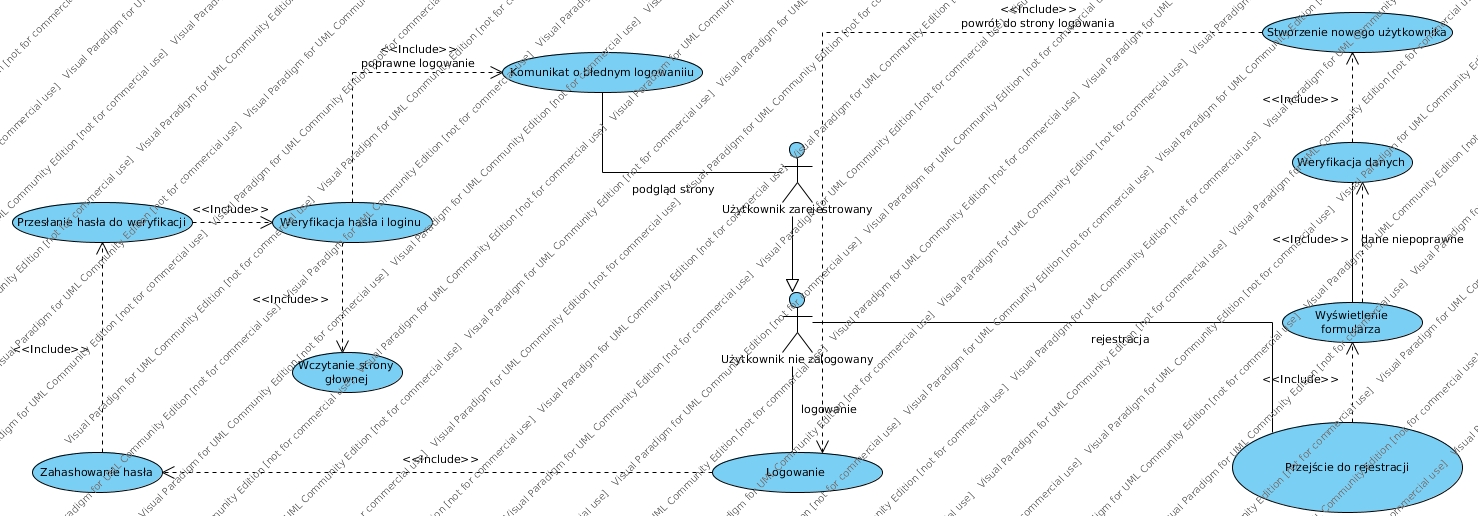 <<Include>>
powrót do strony logowania
Stworzenie nowego użytkownika
<<Include>>
poprawne logowanie
Komunikat o błednym logowaniiu
<<Include>>
Weryfikacja danych
podgląd strony
Użytkownik zarejestrowany
Przesłanie hasła do weryfikacji
<<Include>>
Weryfikacja hasła i loginu
<<Include>>
dane niepoprawne
<<Include>>
Wyświetlenie
formularza
rejestracja
<<Include>>
Wczytanie strony
głownej
Użytkownik nie zalogowany
<<Include>>
logowanie
Zahashowanie hasła
<<Include>>
Logowanie
Przejście do rejestracji
Visual Paradigm for UML Community Edition [not for commercial use]